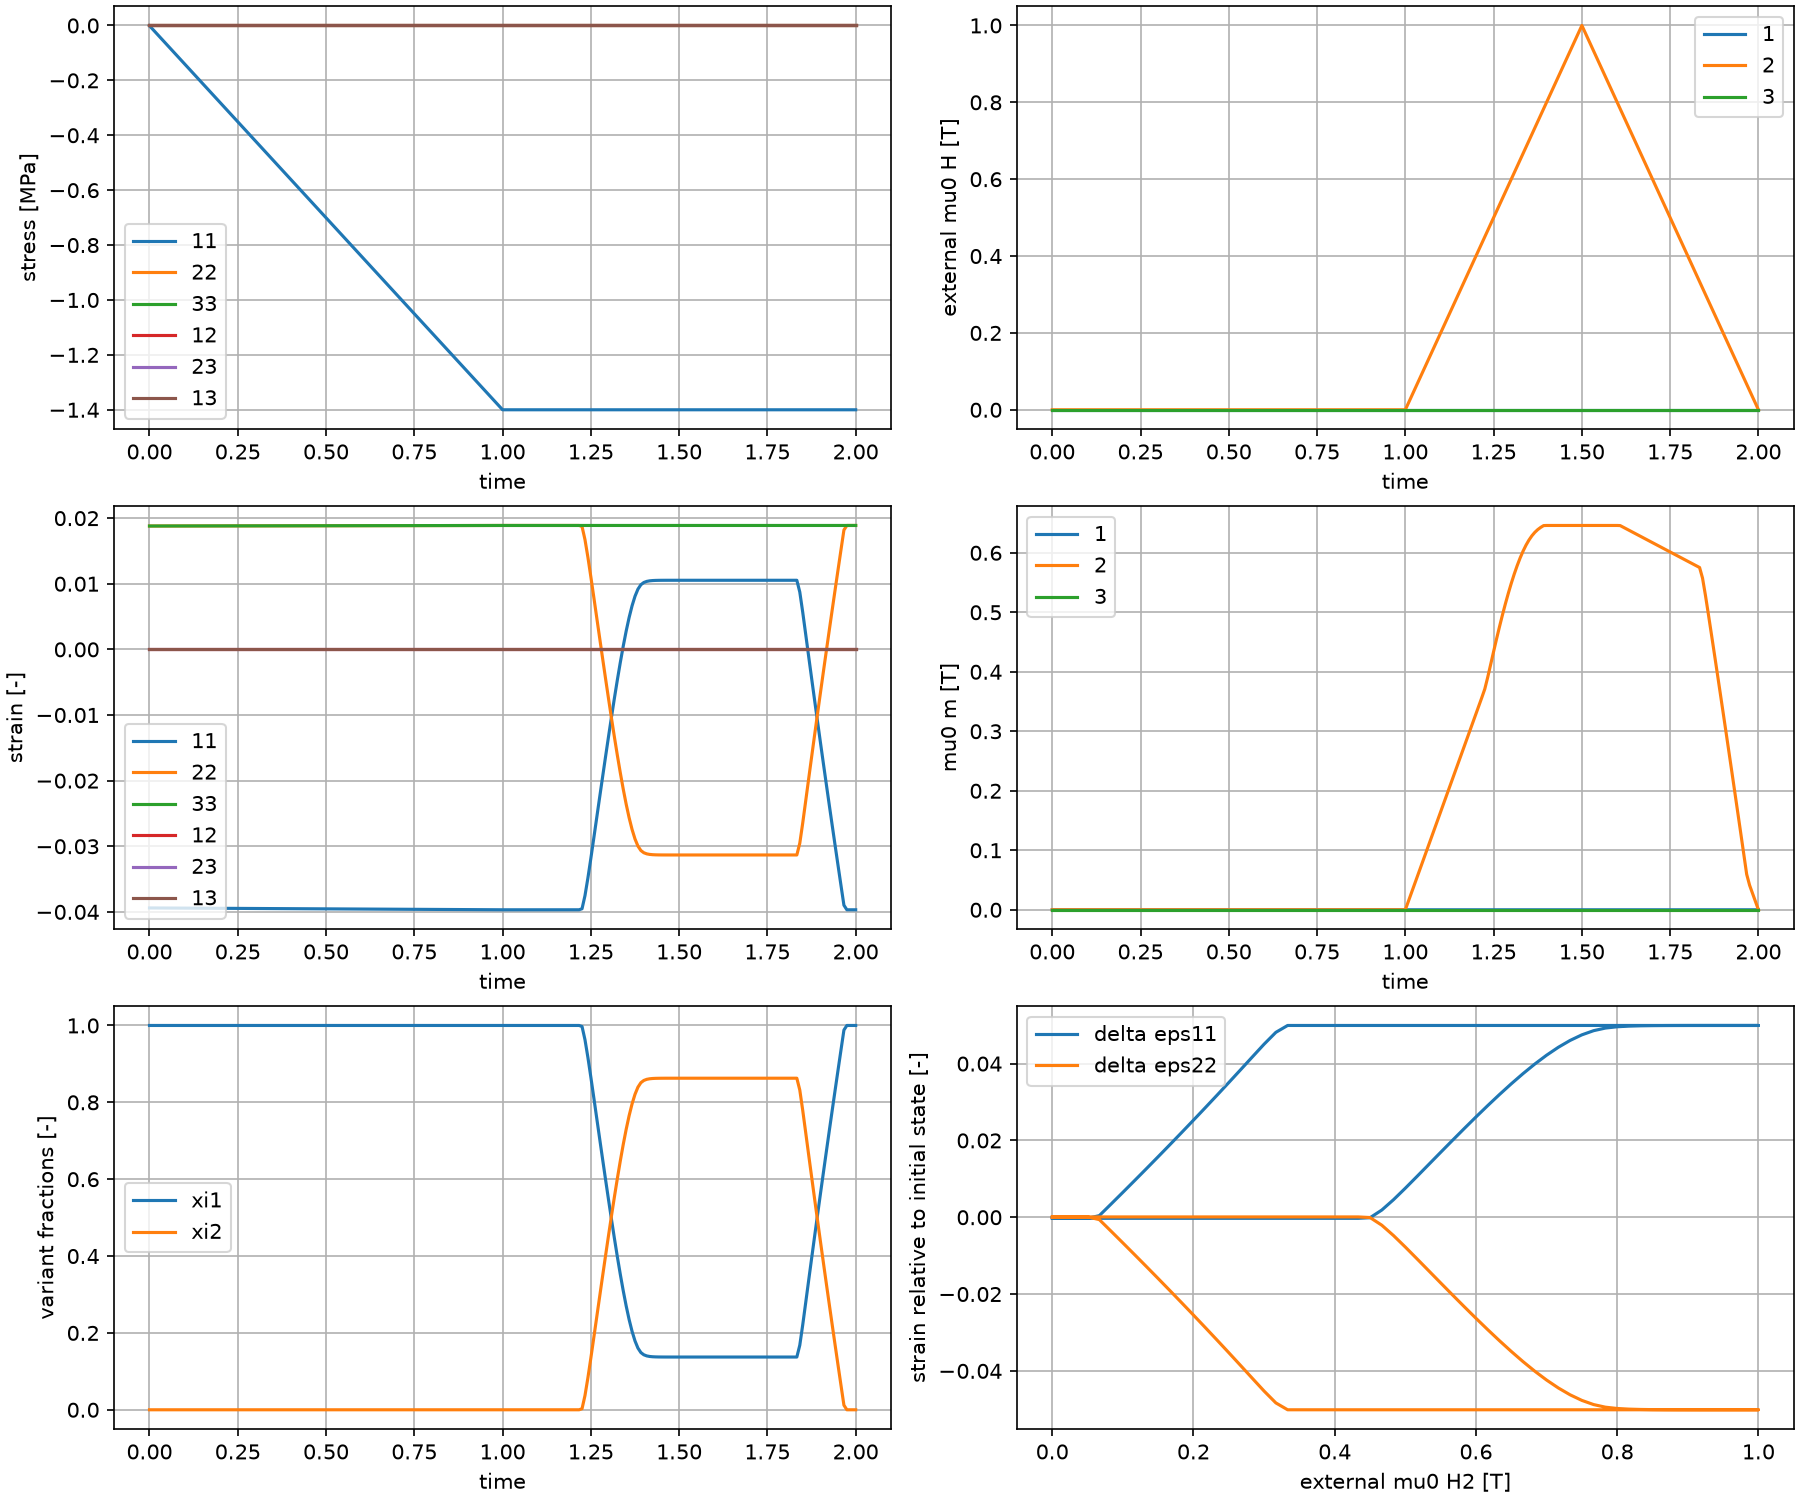 0.0
−0.2
−0.4
−0.6
−0.8
−1.0
−1.2
−1.4
stress [MPa]
11
22
33
12
23
13
0.00 0.25 0.50 0.75 1.00 1.25 1.50 1.75 2.00
time
1.0
0.8
0.6
0.4
0.2
0.0
external mu0 H [T]
1
2
3
0.00 0.25 0.50 0.75 1.00 1.25 1.50 1.75 2.00
time
0.02
0.01
0.00
−0.01
−0.02
−0.03
−0.04
strain [-]
11
22
33
12
23
13
0.00 0.25 0.50 0.75 1.00 1.25 1.50 1.75 2.00
time
0.6
0.5
0.4
0.3
0.2
0.1
0.0
mu0 m [T]
1
2
3
0.00 0.25 0.50 0.75 1.00 1.25 1.50 1.75 2.00
time
1.0
0.8
0.6
0.4
0.2
0.0
variant fractions [-]
xi1
xi2
0.00 0.25 0.50 0.75 1.00 1.25 1.50 1.75 2.00
time
0.04
0.02
0.00
−0.02
−0.04
strain relative to initial state [-]
delta eps11
delta eps22
0.0 0.2 0.4 0.6 0.8 1.0
external mu0 H2 [T]